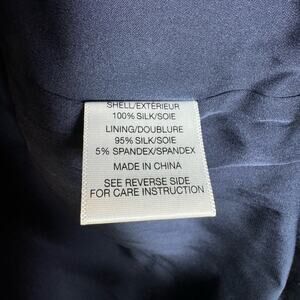 SHELL/EXTÉRIEUR
100% SILK/SOIE
LINING/DOUBLURE
95% SILK/SOIE
5% SPANDEX/SPANDEX
MADE IN CHINA
SEE REVERSE SIDE
FOR CARE INSTRUCTION